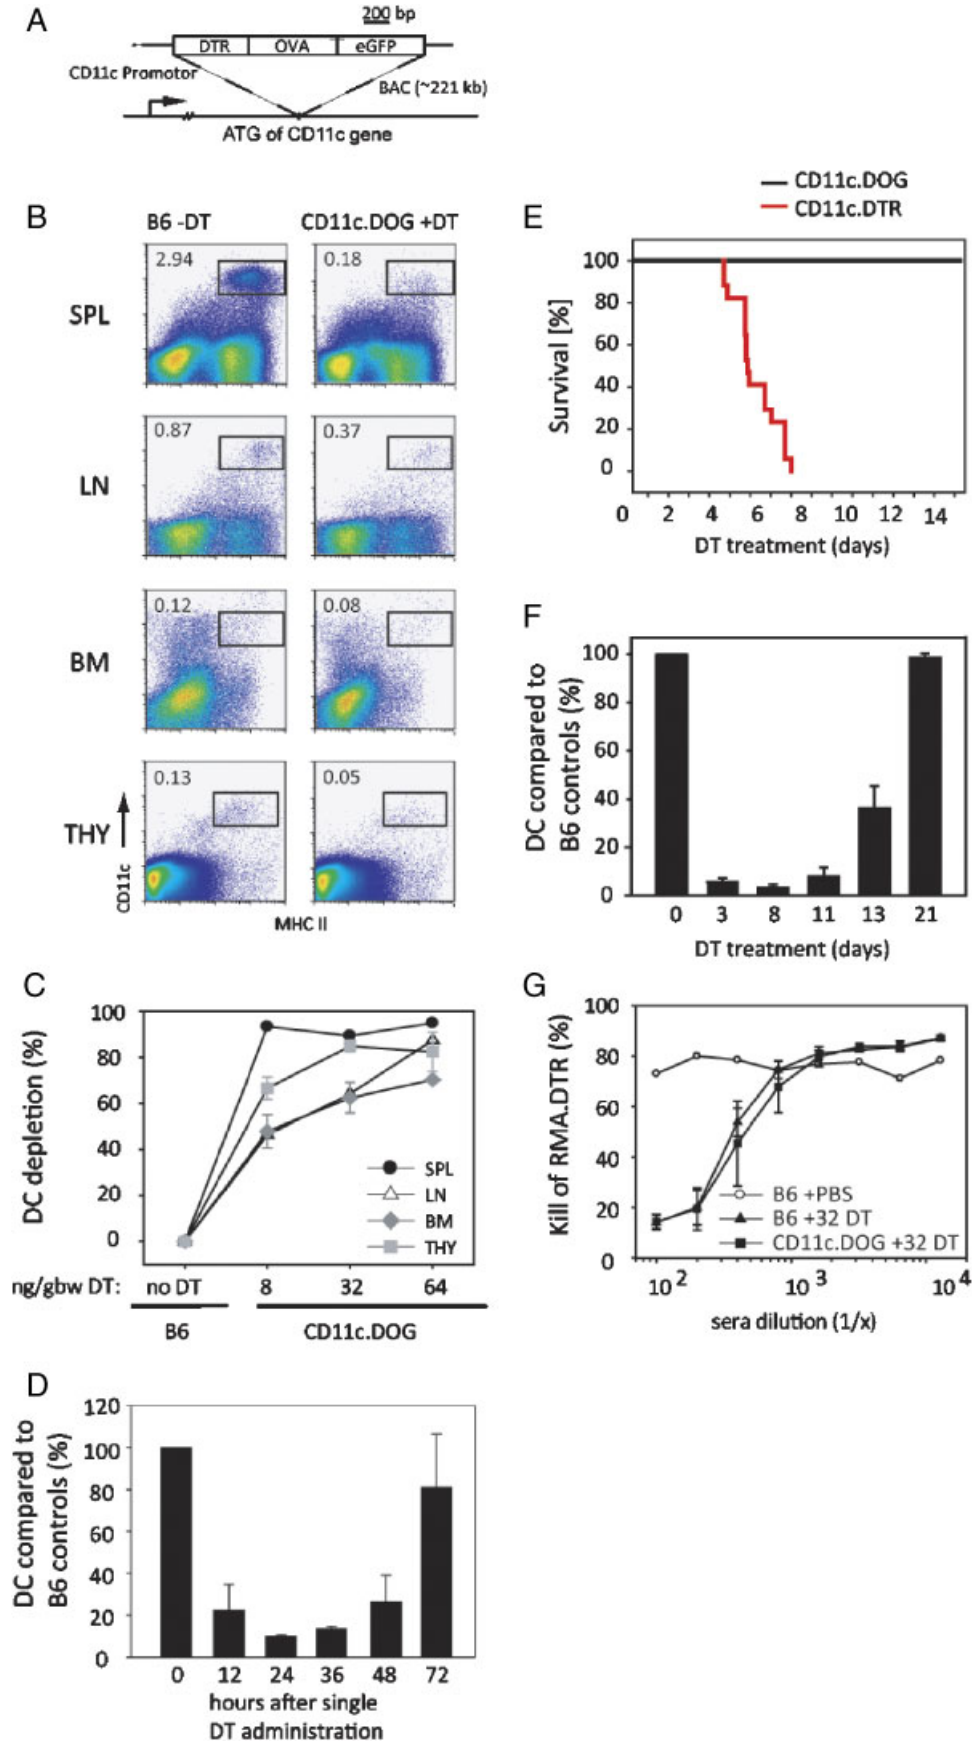 A
200 bp
DTR OVA eGFP
CD11c Promotor
BAC (~221 kb)
ATG of CD11c gene
B
B6 -DT CD11c.DOG +DT
SPL
2.94 0.18
LN
0.87 0.37
BM
0.12 0.08
THY
0.13 0.05
CD11c
MHC II
C
DC depletion (%)
100
80
60
40
20
0
SPL
LN
BM
THY
ng/gbw DT: no DT 8 32 64
B6 CD11c.DOG
D
DC compared to
B6 controls (%)
120
100
80
60
40
20
0
0 12 24 36 48 72
hours after single
DT administration
CD11c.DOG
CD11c.DTR
E
Survival [%]
100
80
60
40
20
0
0 2 4 6 8 10 12 14
DT treatment (days)
F
DC compared to
B6 controls (%)
100
80
60
40
20
0
0 3 8 11 13 21
DT treatment (days)
G
Kill of RMA.DTR (%)
100
80
60
40
20
0
B6 +PBS
B6 +32 DT
CD11c.DOG +32 DT
10 2 10 3 10 4
sera dilution (1/x)